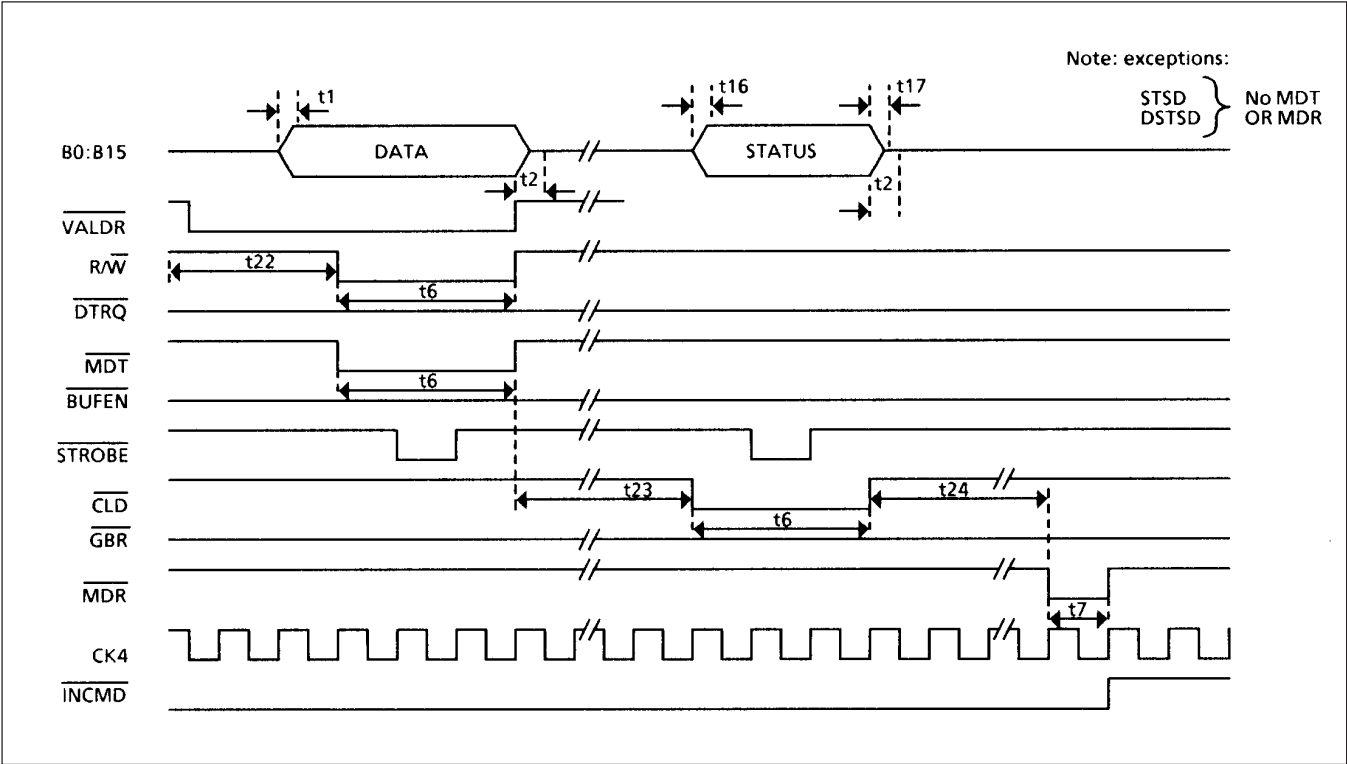 Note: exceptions:
STSD
DSTSD
No MDT
OR MDR
t1
t16
t17
B0:B15
DATA
STATUS
t2
t2
VALDR
R/W
t22
t6
DTRQ
MDT
t6
BUFEN
STROBE
CLD
t23
t24
t6
GBR
MDR
t7
CK4
INCMD